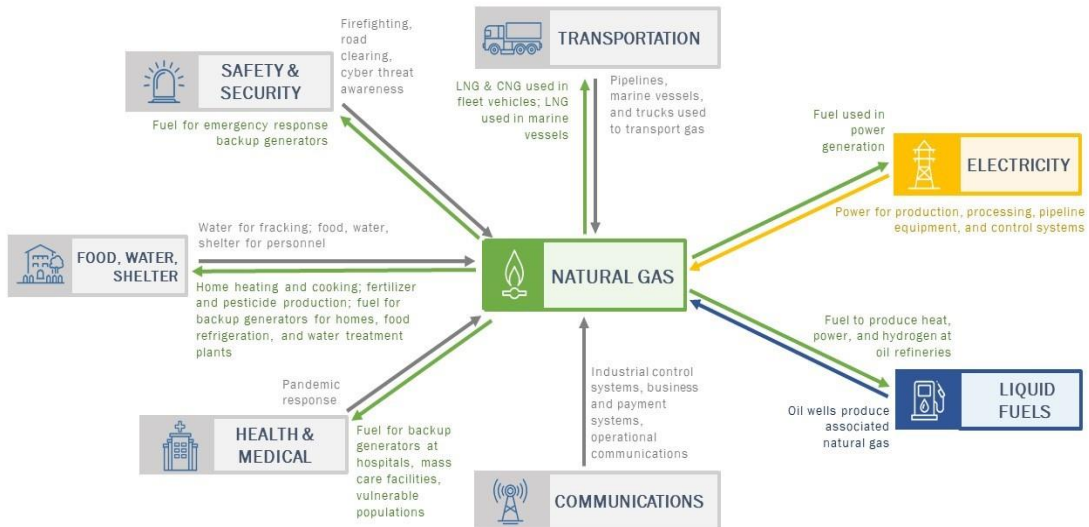 Firefighting,
road
clearing,
cyber threat
awareness
SAFETY &
SECURITY
Fuel for emergency response
backup generators
TRANSPORTATION
LNG & CNG used in
fleet vehicles; LNG
used in marine
vessels
Pipelines,
marine vessels,
and trucks used
to transport gas
Fuel used in
power
generation
ELECTRICITY
Power for production, processing, pipeline
equipment, and control systems
Water for fracking; food, water,
shelter for personnel
FOOD, WATER,
SHELTER
Home heating and cooking; fertilizer
and pesticide production; fuel for
backup generators for homes, food
refrigeration, and water treatment
plants
NATURAL GAS
Fuel to produce heat,
power, and hydrogen at
oil refineries
LIQUID
FUELS
Oil wells produce
associated
natural gas
Pandemic
response
HEALTH &
MEDICAL
Fuel for backup
generators at
hospitals, mass
care facilities,
vulnerable
populations
Industrial control
systems, business
and payment
systems,
operational
communications
COMMUNICATIONS